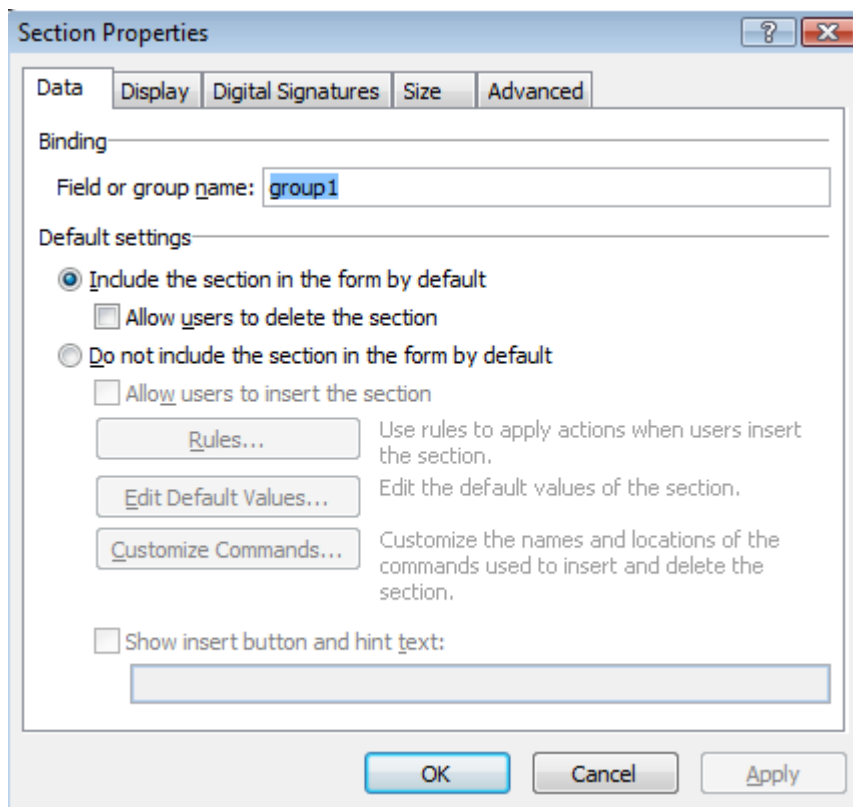 Section Properties
Data Display Digital Signatures Size Advanced
Binding
Field or group name: group1
Default settings
Include the section in the form by default
Allow users to delete the section
Do not include the section in the form by default
Allow users to insert the section
Rules... Use rules to apply actions when users insert
the section.
Edit Default Values... Edit the default values of the section.
Customize Commands... Customize the names and locations of the
commands used to insert and delete the
section.
Show insert button and hint text:
OK Cancel Apply